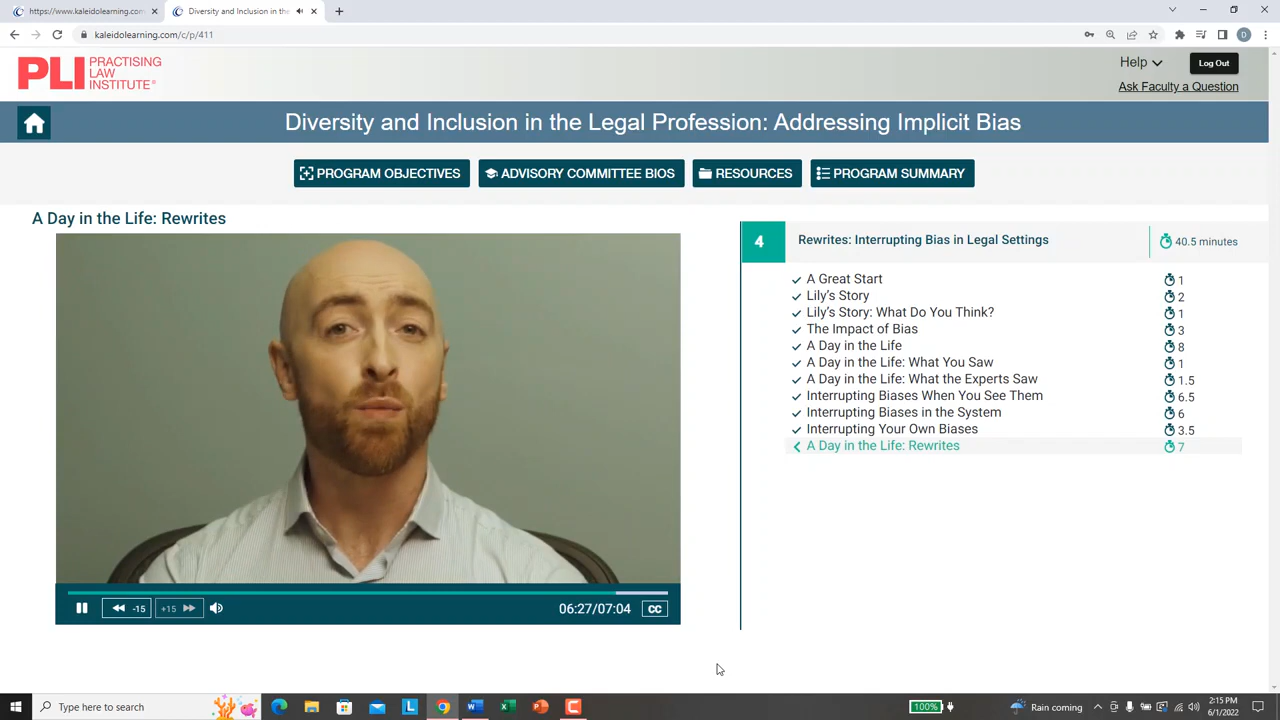 https://www.kaleidolearning.com
Diversity and Inclusion in the
kaleidolearning.com/c/p/411
D
PLI PRACTISING
LAW
INSTITUTE®
Help
Log Out
Ask Faculty a Question
Diversity and Inclusion in the Legal Profession: Addressing Implicit Bias
PROGRAM OBJECTIVES
ADVISORY COMMITTEE BIOS
RESOURCES
PROGRAM SUMMARY
A Day in the Life: Rewrites
4 Rewrites: Interrupting Bias in Legal Settings 40.5 minutes
A Great Start 1
Lily's Story 2
Lily's Story: What Do You Think? 1
The Impact of Bias 3
A Day in the Life 8
A Day in the Life: What You Saw 1
A Day in the Life: What the Experts Saw 1.5
Interrupting Biases When You See Them 6.5
Interrupting Biases in the System 6
Interrupting Your Own Biases 3.5
A Day in the Life: Rewrites 7
-15 +15 06:27/07:04 CC
Type here to search
L
100%
Rain coming
2:15 PM
6/1/2022